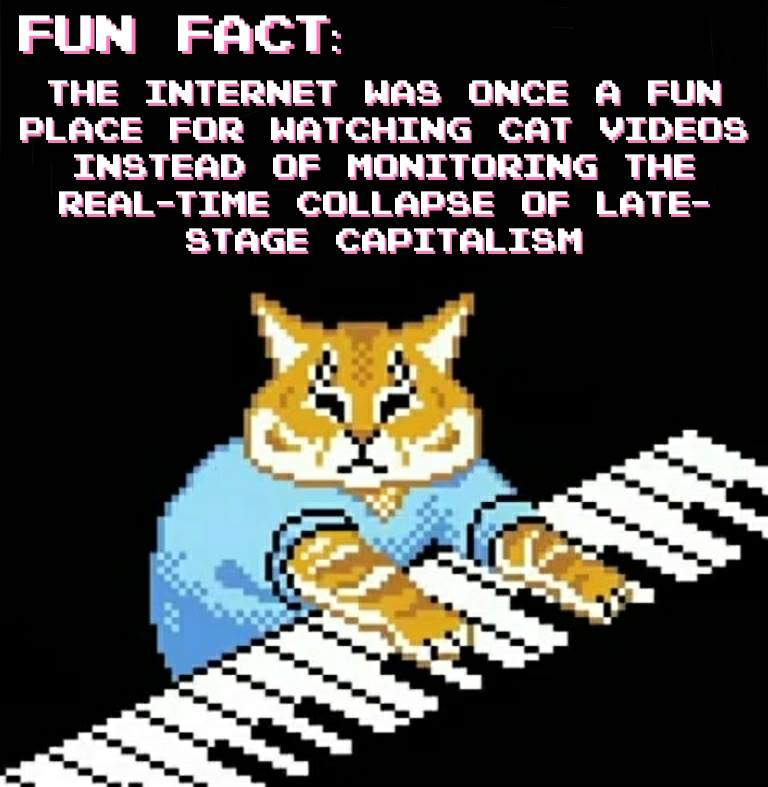 FUN FACT:
THE INTERNET WAS ONCE A FUN
PLACE FOR WATCHING CAT VIDEOS
INSTEAD OF MONITORING THE
REAL-TIME COLLAPSE OF LATE-
STAGE CAPITALISM